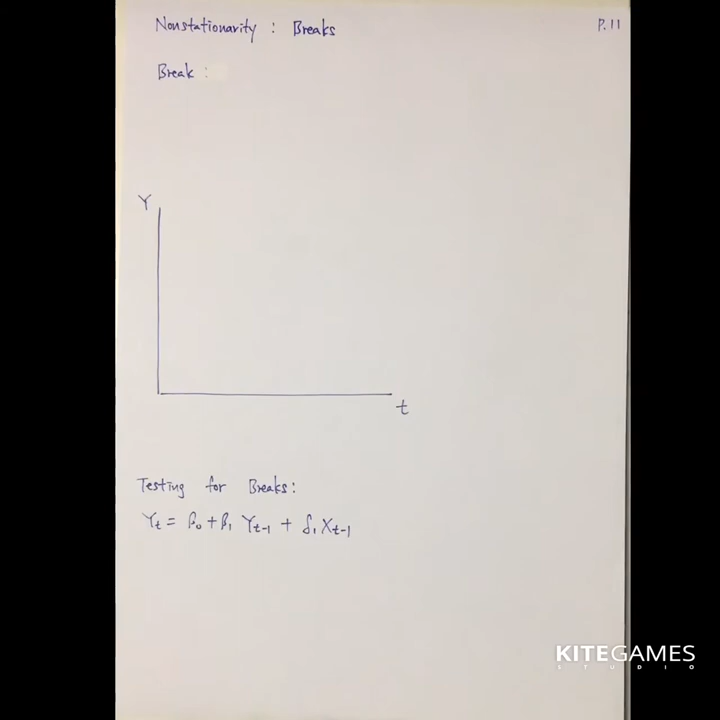 Nonstationarity : Breaks
P.11
Break :
Y
t
Testing for Breaks:
Yt = β0 + β1 Yt-1 + δ1 Xt-1
KITEGAMES
STUDIO